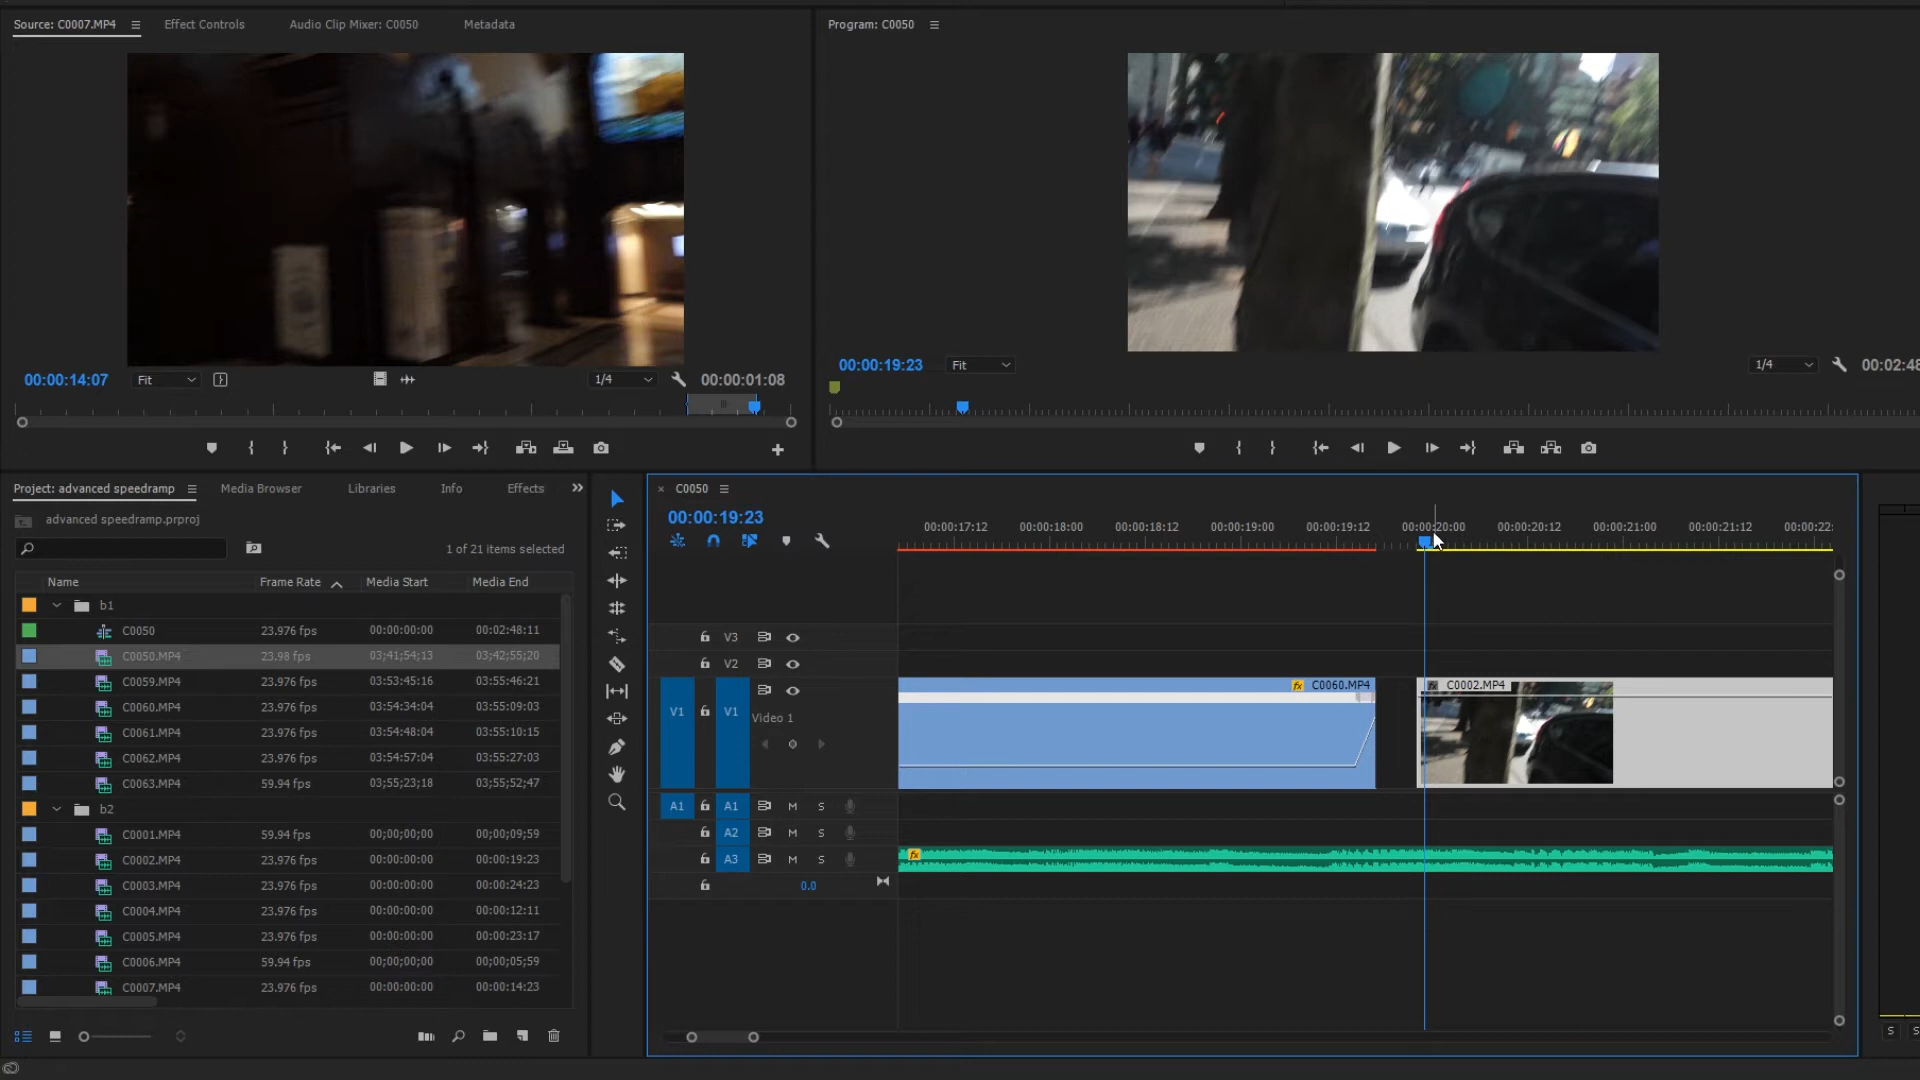 Source: C0007.MP4
Effect Controls
Audio Clip Mixer: C0050
Metadata
Program: C0050
00:00:14:07
Fit
1/4
00:00:01:08
00:00:19:23
Fit
1/4
00:02:48
Project: advanced speedramp
Media Browser
Libraries
Info
Effects
advanced speedramp.prproj
1 of 21 items selected
Name Frame Rate Media Start Media End
b1
C0050 23.976 fps 00:00:00:00 00:02:48:11
C0050.MP4 23.98 fps 03;41;54;13 03;42;55;20
C0059.MP4 23.976 fps 03:53:45:16 03:55:46:21
C0060.MP4 23.976 fps 03:54:34:04 03:55:09:03
C0061.MP4 23.976 fps 03:54:48:04 03:55:10:15
C0062.MP4 23.976 fps 03:54:57:04 03:55:27:03
C0063.MP4 59.94 fps 03:55:23:18 03:55:52:47
b2
C0001.MP4 59.94 fps 00;00;00;00 00;00;09;59
C0002.MP4 23.976 fps 00:00:00:00 00:00:19:23
C0003.MP4 23.976 fps 00:00:00:00 00:00:24:23
C0004.MP4 23.976 fps 00:00:00:00 00:00:12:11
C0005.MP4 23.976 fps 00:00:00:00 00:00:23:17
C0006.MP4 59.94 fps 00;00;00;00 00;00;05;59
C0007.MP4 23.976 fps 00:00:00:00 00:00:14:23
C0050
00:00:19:23
00:00:17:12 00:00:18:00 00:00:18:12 00:00:19:00 00:00:19:12 00:00:20:00 00:00:20:12 00:00:21:00 00:00:21:12 00:00:22:
V3
V2
V1 V1 Video 1
fx C0060.MP4
fx C0002.MP4
A1 A1 M S
A2 M S
A3 M S
fx
0.0
S S